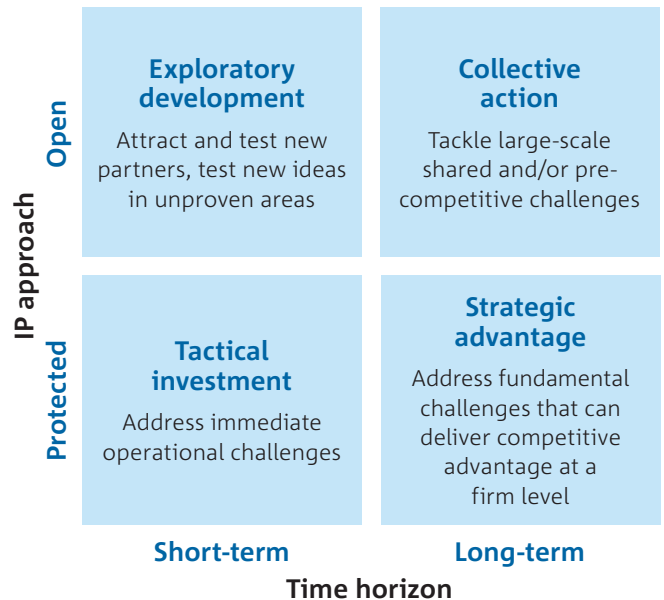 Exploratory
development
Attract and test new
partners, test new ideas
in unproven areas
Collective
action
Tackle large-scale
shared and/or pre-
competitive challenges
Open
IP approach
Protected
Tactical
investment
Address immediate
operational challenges
Strategic
advantage
Address fundamental
challenges that can
deliver competitive
advantage at a
firm level
Short-term
Long-term
Time horizon